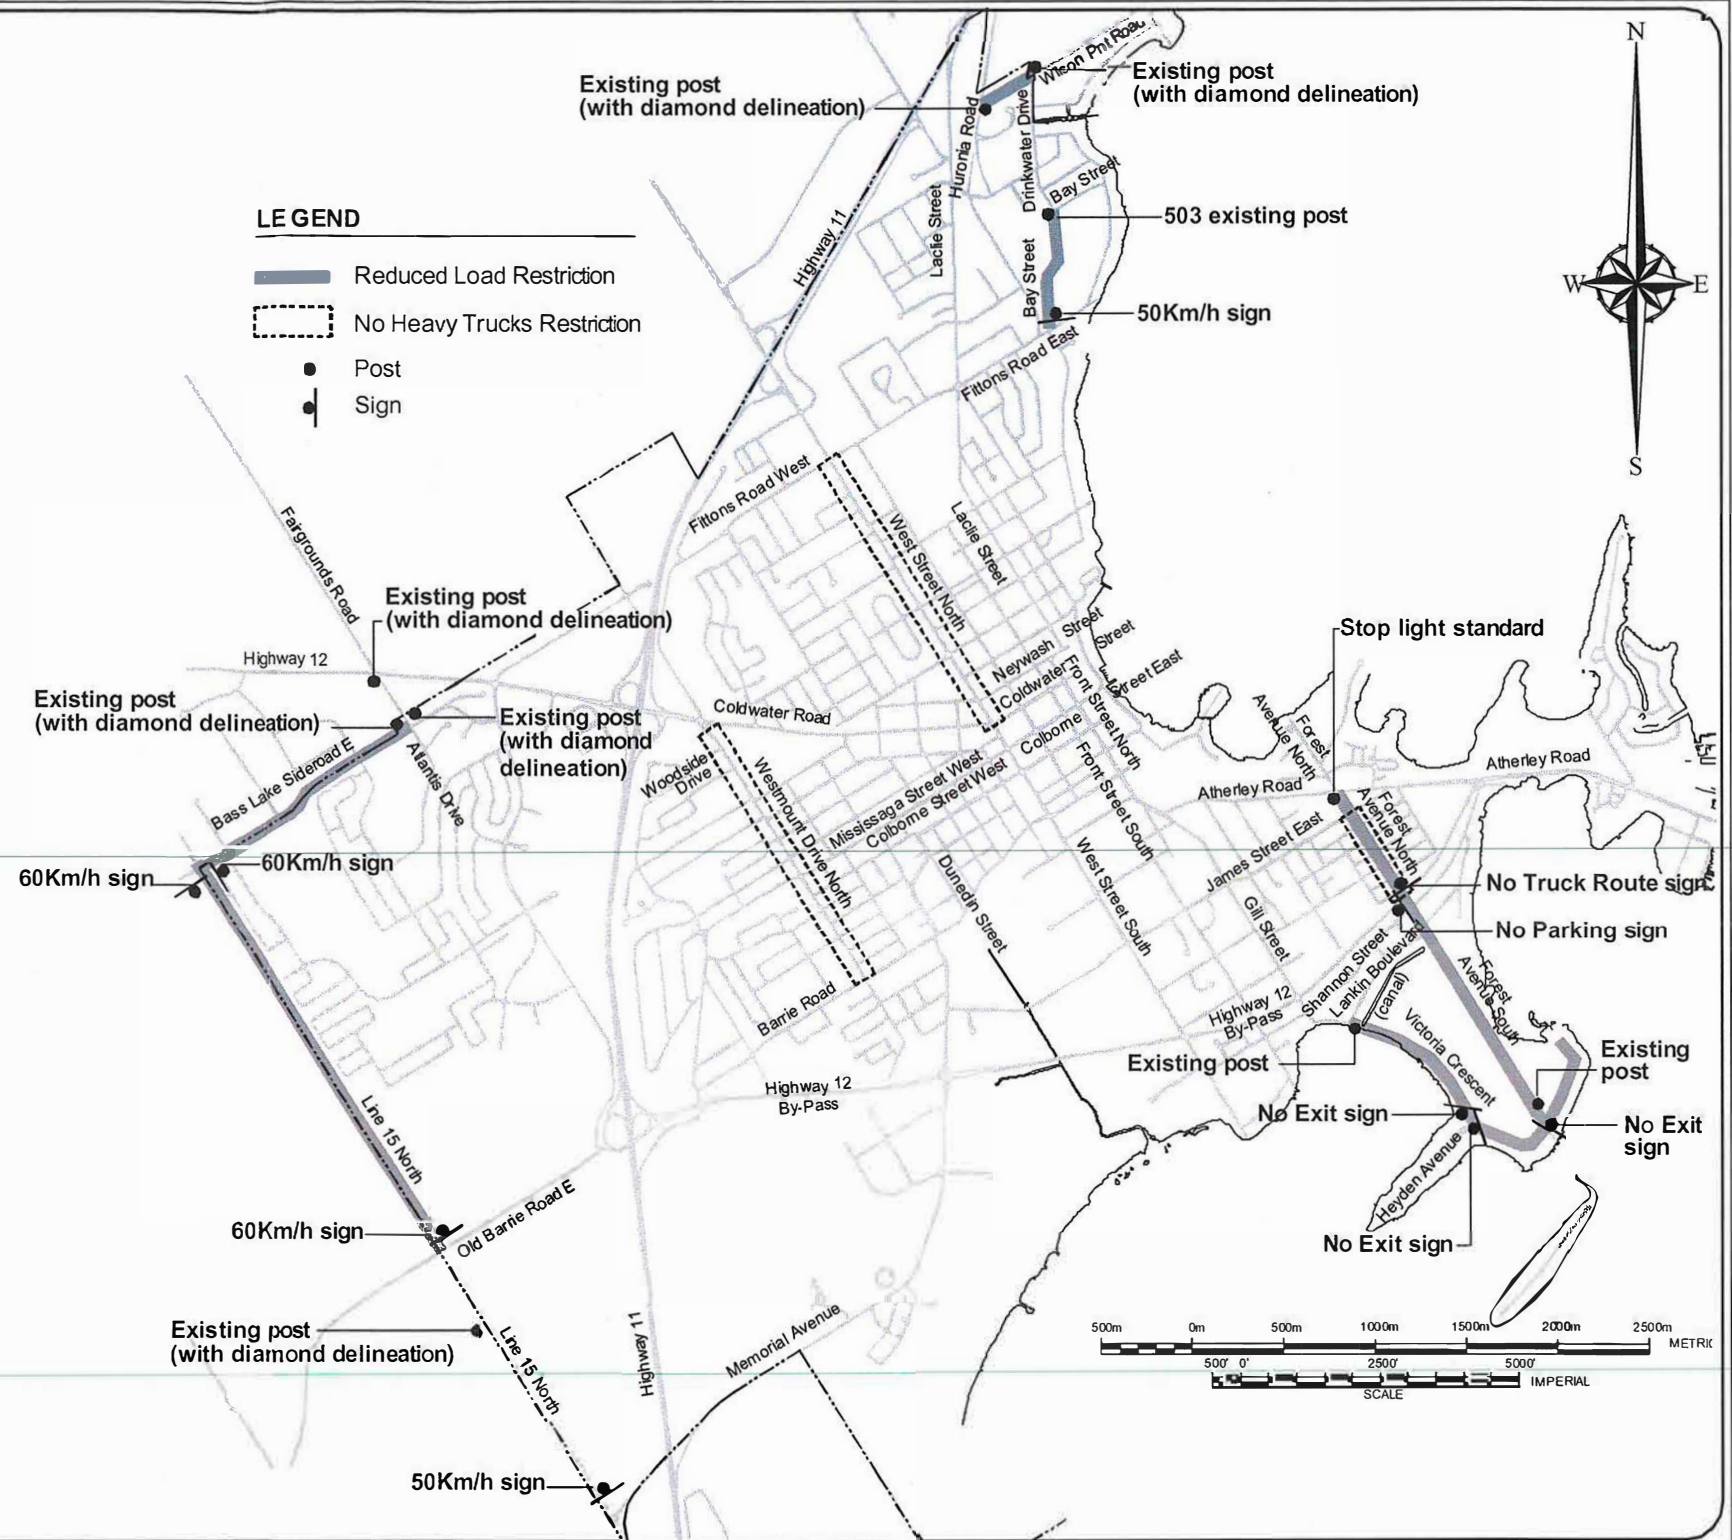 N
Wilson Pnt Road
Existing post
(with diamond delineation)
Existing post
(with diamond delineation)
Huronia Road
Drinkwater Drive
Bay Street
Laclie Street
503 existing post
LEGEND
Highway 11
Reduced Load Restriction
Bay Street
W
E
No Heavy Trucks Restriction
50Km/h sign
Fittons Road East
Post
Sign
S
Fittons Road West
West Street North
Laclie Street
Fairgrounds Road
Existing post
(with diamond delineation)
Neywash Street
Street
Stop light standard
Highway 12
Coldwater
Street East
Front Street North
Existing post
(with diamond delineation)
Coldwater Road
Existing post
(with diamond
delineation)
Colborne
Forest
Avenue North
Bass Lake Sideroad E
Atlantis Drive
Woodside
Drive
Westmount Drive North
Mississaga Street West
Colborne Street West
Front Street South
Atherley Road
Atherley Road
Forest
Avenue North
James Street East
60Km/h sign
60Km/h sign
Dunedin Street
West Street South
Gill Street
No Truck Route sign
No Parking sign
Shannon Street
Lankin Boulevard
(canal)
Forest
Avenue South
Barrie Road
Highway 12
By-Pass
Victoria Crescent
Existing post
Existing
post
Highway 12
By-Pass
Line 15 North
No Exit sign
No Exit
sign
Heyden Avenue
Old Barrie Road E
60Km/h sign
No Exit sign
Existing post
(with diamond delineation)
Line 15 North
Highway 11
Memorial Avenue
500m 0m 500m 1000m 1500m 2000m 2500m
METRIC
500' 0' 2500' 5000'
IMPERIAL
SCALE
50Km/h sign